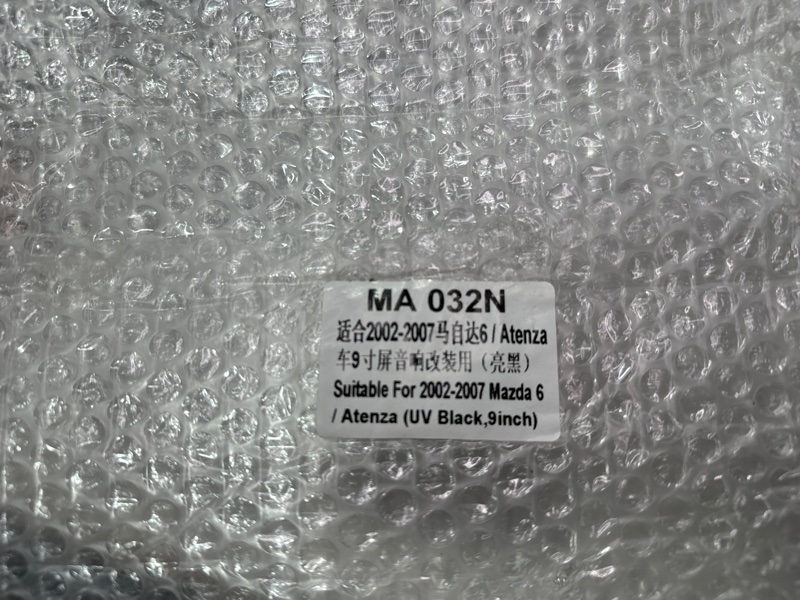 MA 032N
适合2002-2007马自达6 / Atenza
车9寸屏音响改装用（亮黑）
Suitable For 2002-2007 Mazda 6
/ Atenza (UV Black,9inch)